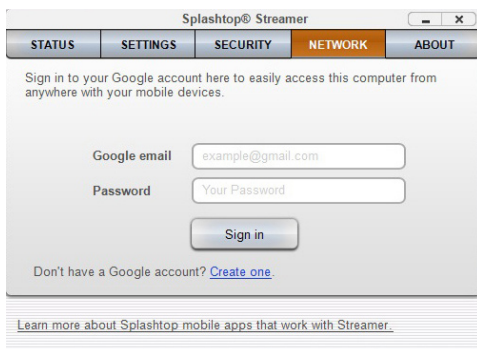 Splashtop® Streamer
STATUS SETTINGS SECURITY NETWORK ABOUT
Sign in to your Google account here to easily access this computer from
anywhere with your mobile devices.
Google email example@gmail.com
Password Your Password
Sign in
Don't have a Google account? Create one.
Learn more about Splashtop mobile apps that work with Streamer.